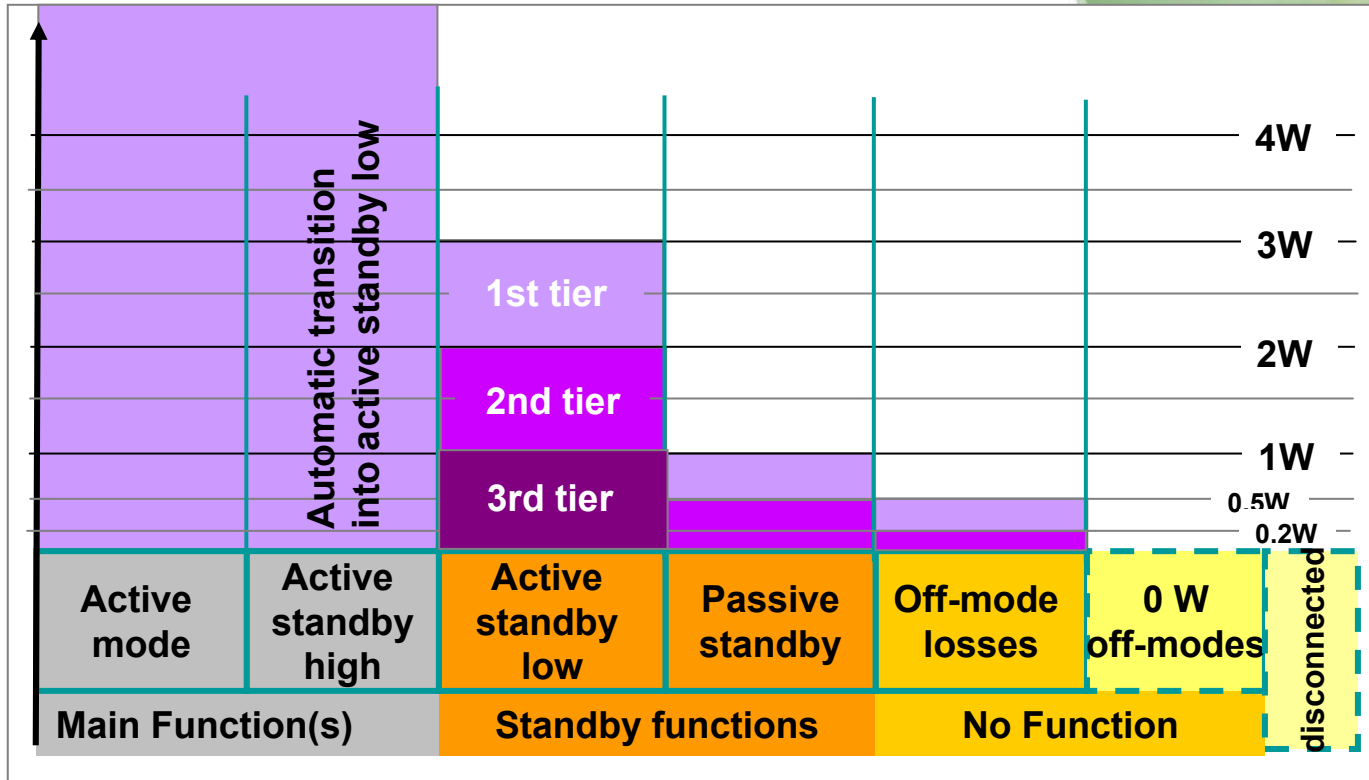 4W
3W
2W
1W
0.5W
0.2W
Automatic transition
into active standby low
1st tier
2nd tier
3rd tier
Active
mode
Active
standby
high
Active
standby
low
Passive
standby
Off-mode
losses
0 W
off-modes
disconnected
Main Function(s)
Standby functions
No Function